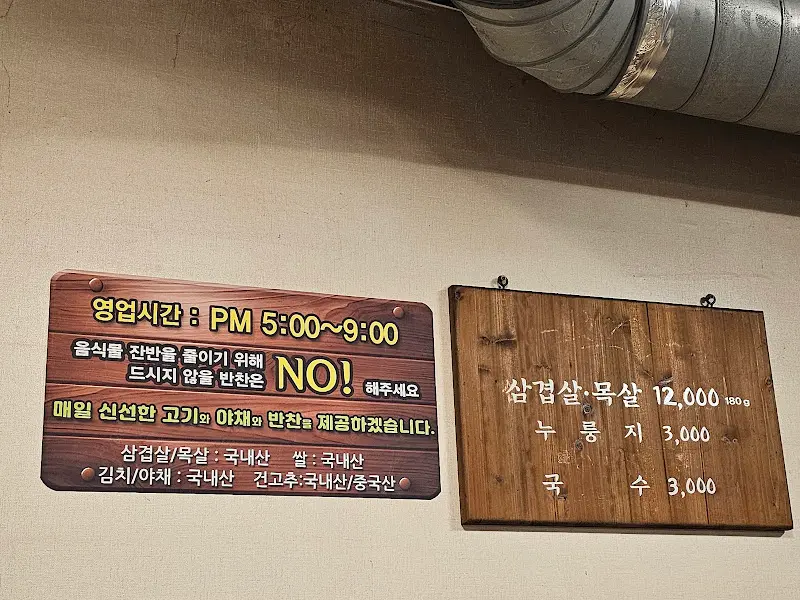 영업시간 : PM 5:00~9:00
음식물 잔반율 줄이기 위해
드시지 않을 반찬은 NO! 해주세요
매일 신선한 고기와 야채와 반찬을 제공하겠습니다.
삼겹살/목살 : 국내산 쌀 : 국내산
김치/야채 : 국내산 건고추:국내산/중국산
삼겹살·목살 12,000 180g
누룽지 3,000
국수 3,000